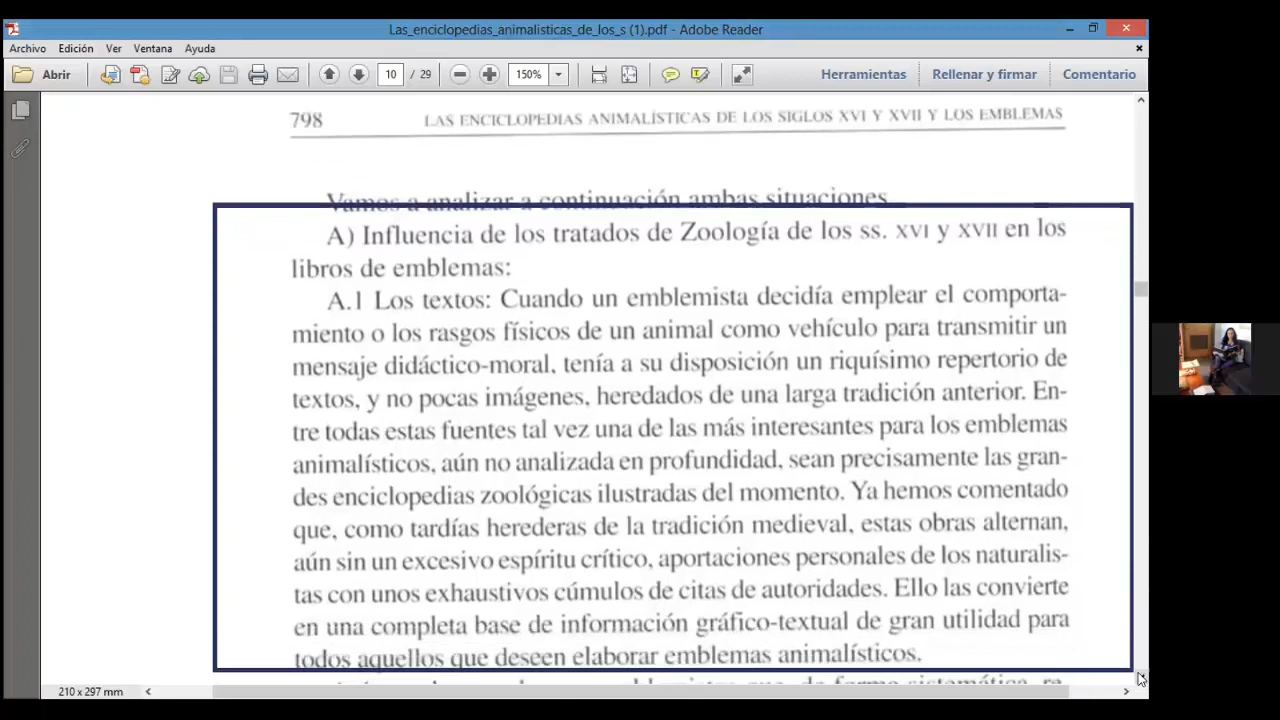 Las_enciclopedias_animalisticas_de_los_s (1).pdf - Adobe Reader
Archivo Edición Ver Ventana Ayuda
Abrir 10 / 29 150% Herramientas Rellenar y firmar Comentario
798 LAS ENCICLOPEDIAS ANIMALÍSTICAS DE LOS SIGLOS XVI Y XVII Y LOS EMBLEMAS
Vamos a analizar a continuación ambas situaciones
A) Influencia de los tratados de Zoología de los ss. XVI y XVII en los
libros de emblemas:
A.1 Los textos: Cuando un emblemista decidía emplear el comporta-
miento o los rasgos físicos de un animal como vehículo para transmitir un
mensaje didáctico-moral, tenía a su disposición un riquísimo repertorio de
textos, y no pocas imágenes, heredados de una larga tradición anterior. En-
tre todas estas fuentes tal vez una de las más interesantes para los emblemas
animalísticos, aún no analizada en profundidad, sean precisamente las gran-
des enciclopedias zoológicas ilustradas del momento. Ya hemos comentado
que, como tardías herederas de la tradición medieval, estas obras alternan,
aún sin un excesivo espíritu crítico, aportaciones personales de los naturalis-
tas con unos exhaustivos cúmulos de citas de autoridades. Ello las convierte
en una completa base de información gráfico-textual de gran utilidad para
todos aquellos que deseen elaborar emblemas animalísticos.
210 x 297 mm